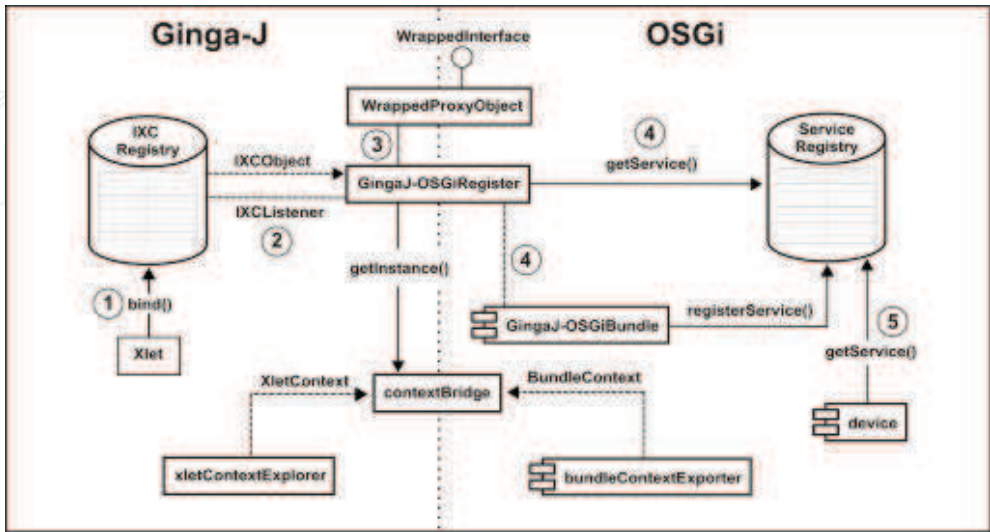 Ginga-J
OSGi
WrappedInterface
WrappedProxyObject
IXC
Registry
Service
Registry
3
4
IXCObject
getService()
GingaJ-OSGiRegister
IXCListener
2
getInstance()
4
1
bind()
GingaJ-OSGiBundle
registerService()
5
Xlet
getService()
XletContext
BundleContext
contextBridge
device
xletContextExplorer
bundleContextExporter